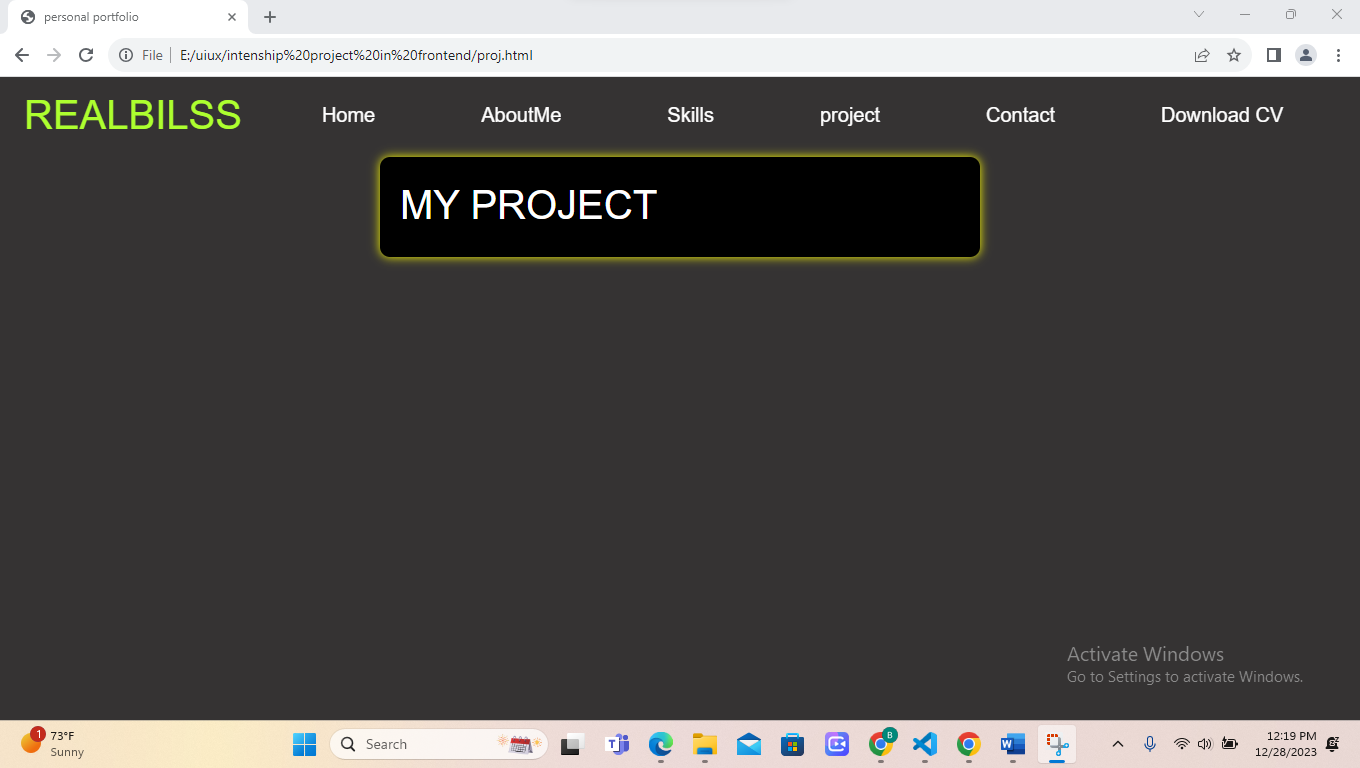 personal portfolio
File E:/uiux/intenship%20project%20in%20frontend/proj.html
REALBILSS Home AboutMe Skills project Contact Download CV
MY PROJECT
Activate Windows
Go to Settings to activate Windows.
1
73°F
Sunny
Search
B
12:19 PM
12/28/2023